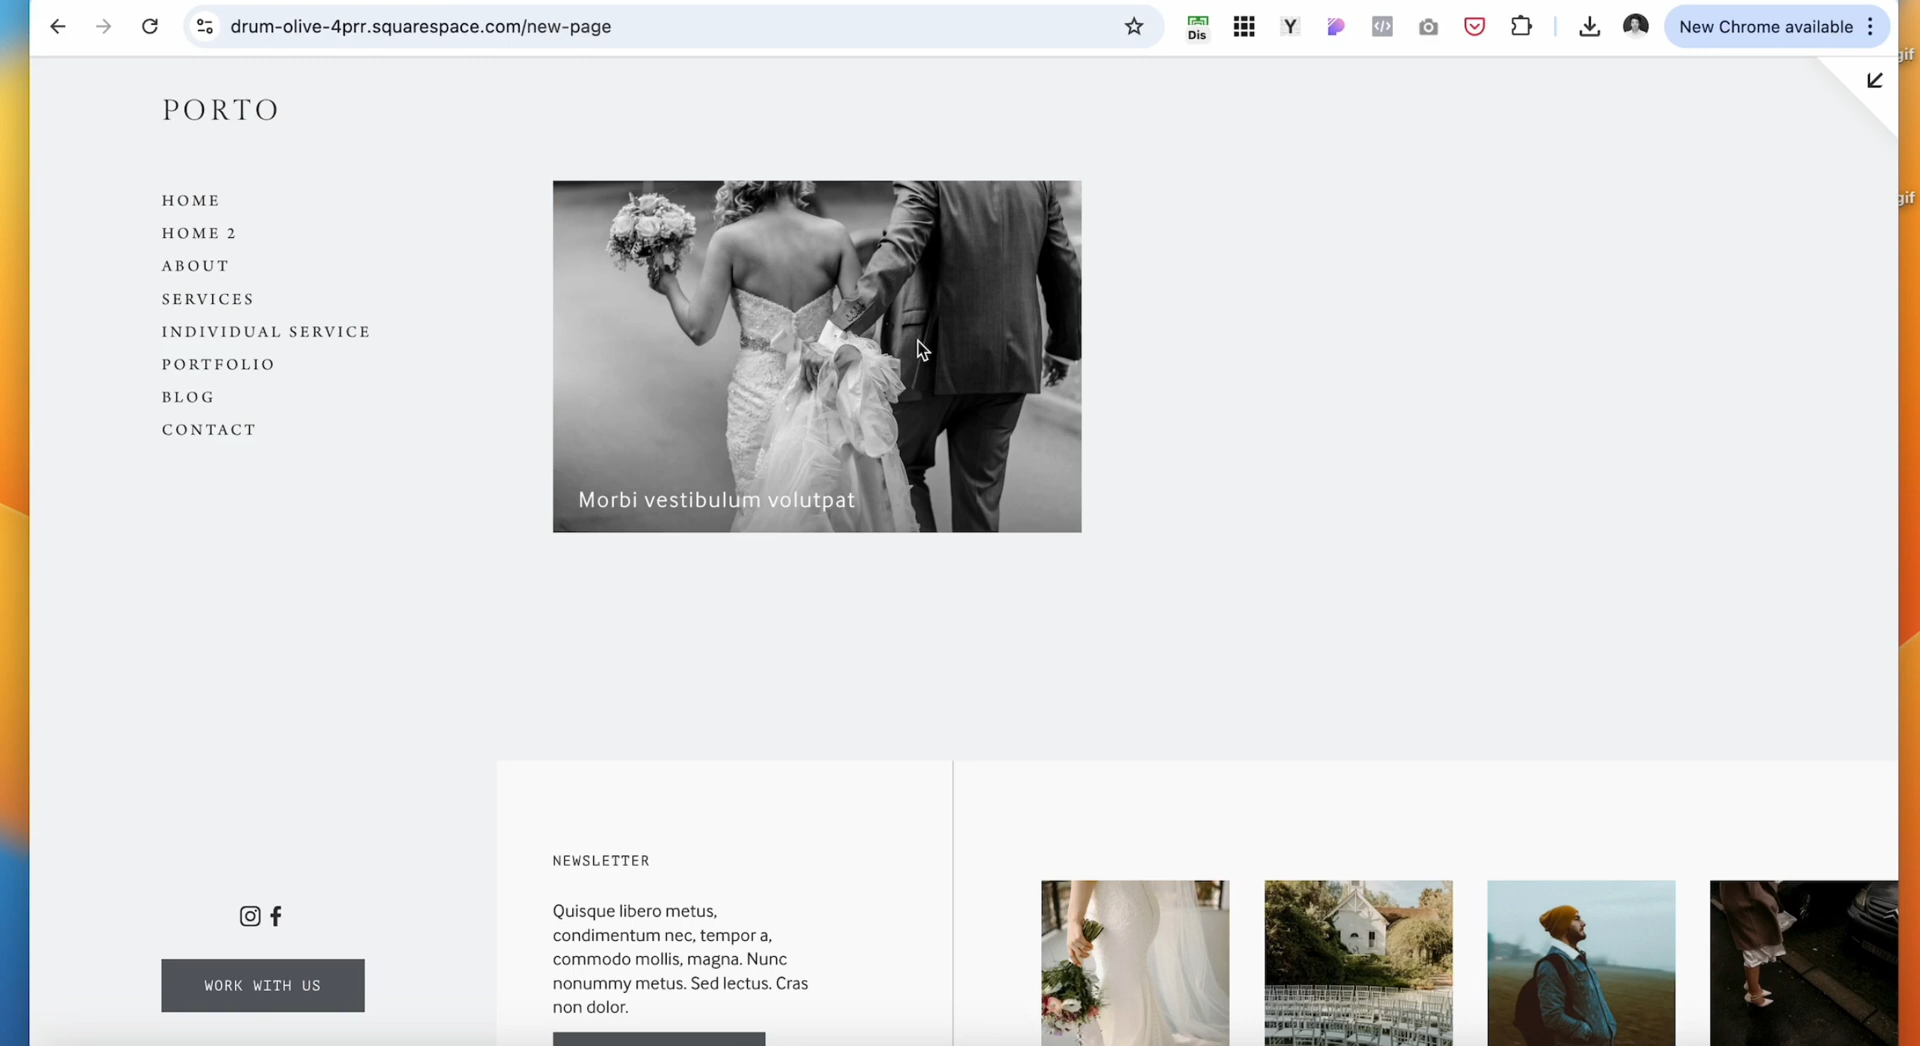 drum-olive-4prr.squarespace.com/new-page
Dis
Y
New Chrome available
gif
gif
PORTO
HOME
HOME 2
ABOUT
SERVICES
INDIVIDUAL SERVICE
PORTFOLIO
BLOG
CONTACT
Morbi vestibulum volutpat
NEWSLETTER
Quisque libero metus,
condimentum nec, tempor a,
commodo mollis, magna. Nunc
nonummy metus. Sed lectus. Cras
non dolor.
WORK WITH US